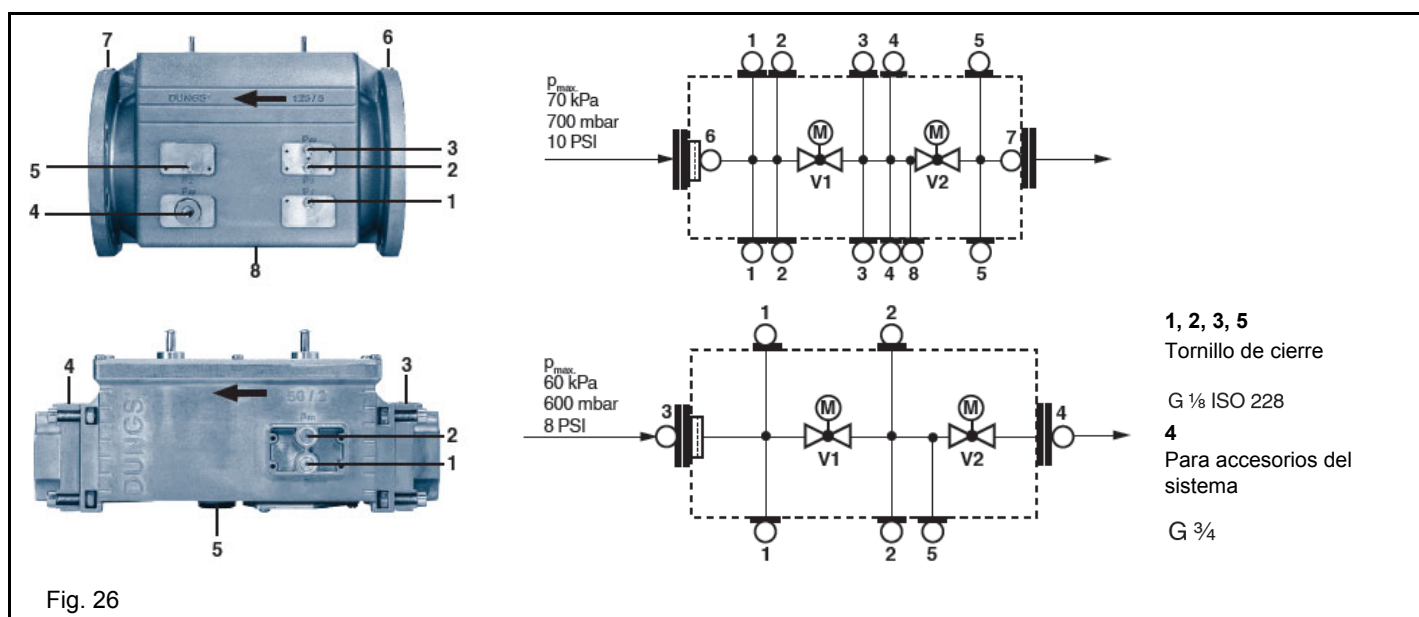 7
6
DUNGS
125/5
3
2
5
1
4
8
1 2 3 4 5
p max.
70 kPa
700 mbar
10 PSI
6
M
M
7
V1
V2
1 2 3 4 8 5
4
3
DUNGS
2
1
5
1 2
p max.
60 kPa
600 mbar
8 PSI
3
M
M
4
V1
V2
1 2 5
1, 2, 3, 5
Tornillo de cierre
G 1/8 ISO 228
4
Para accesorios del
sistema
G 3/4
Fig. 26